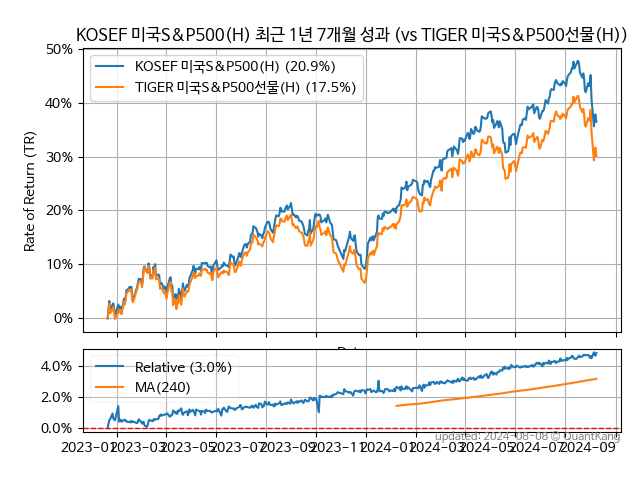 KOSEF 미국S&P500(H) 최근 1년 7개월 성과 (vs TIGER 미국S&P500선물(H))
50%
40%
30%
20%
10%
0%
Rate of Return (TR)
KOSEF 미국S&P500(H) (20.9%)
TIGER 미국S&P500선물(H) (17.5%)
4.0%
2.0%
0.0%
Relative (3.0%)
MA(240)
2023-01 2023-03 2023-05 2023-07 2023-09 2023-11 2024-01 2024-03 2024-05 2024-07 2024-09
updated: 2024-08-08 © QuantKang